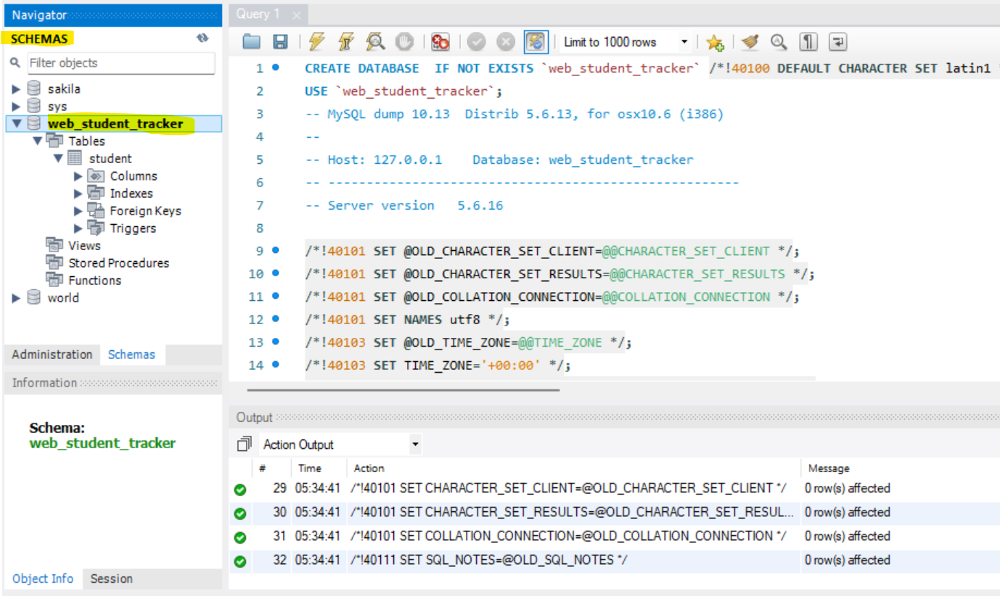 Navigator
SCHEMAS
Filter objects
sakila
sys
web_student_tracker
Tables
student
Columns
Indexes
Foreign Keys
Triggers
Views
Stored Procedures
Functions
world
Administration Schemas
Information
Schema:
web_student_tracker
Object Info Session
Query 1
Limit to 1000 rows
1 CREATE DATABASE  IF NOT EXISTS `web_student_tracker` /*!40100 DEFAULT CHARACTER SET latin1
2 USE `web_student_tracker`;
3 -- MySQL dump 10.13  Distrib 5.6.13, for osx10.6 (i386)
4 --
5 -- Host: 127.0.0.1    Database: web_student_tracker
6 -- ------------------------------------------------------
7 -- Server version   5.6.16
8
9 /*!40101 SET @OLD_CHARACTER_SET_CLIENT=@@CHARACTER_SET_CLIENT */;
10 /*!40101 SET @OLD_CHARACTER_SET_RESULTS=@@CHARACTER_SET_RESULTS */;
11 /*!40101 SET @OLD_COLLATION_CONNECTION=@@COLLATION_CONNECTION */;
12 /*!40101 SET NAMES utf8 */;
13 /*!40103 SET @OLD_TIME_ZONE=@@TIME_ZONE */;
14 /*!40103 SET TIME_ZONE='+00:00' */;
Output
Action Output
# Time Action Message
29 05:34:41 /*!40101 SET CHARACTER_SET_CLIENT=@OLD_CHARACTER_SET_CLIENT */ 0 row(s) affected
30 05:34:41 /*!40101 SET CHARACTER_SET_RESULTS=@OLD_CHARACTER_SET_RESUL... 0 row(s) affected
31 05:34:41 /*!40101 SET COLLATION_CONNECTION=@OLD_COLLATION_CONNECTION */ 0 row(s) affected
32 05:34:41 /*!40111 SET SQL_NOTES=@OLD_SQL_NOTES */ 0 row(s) affected